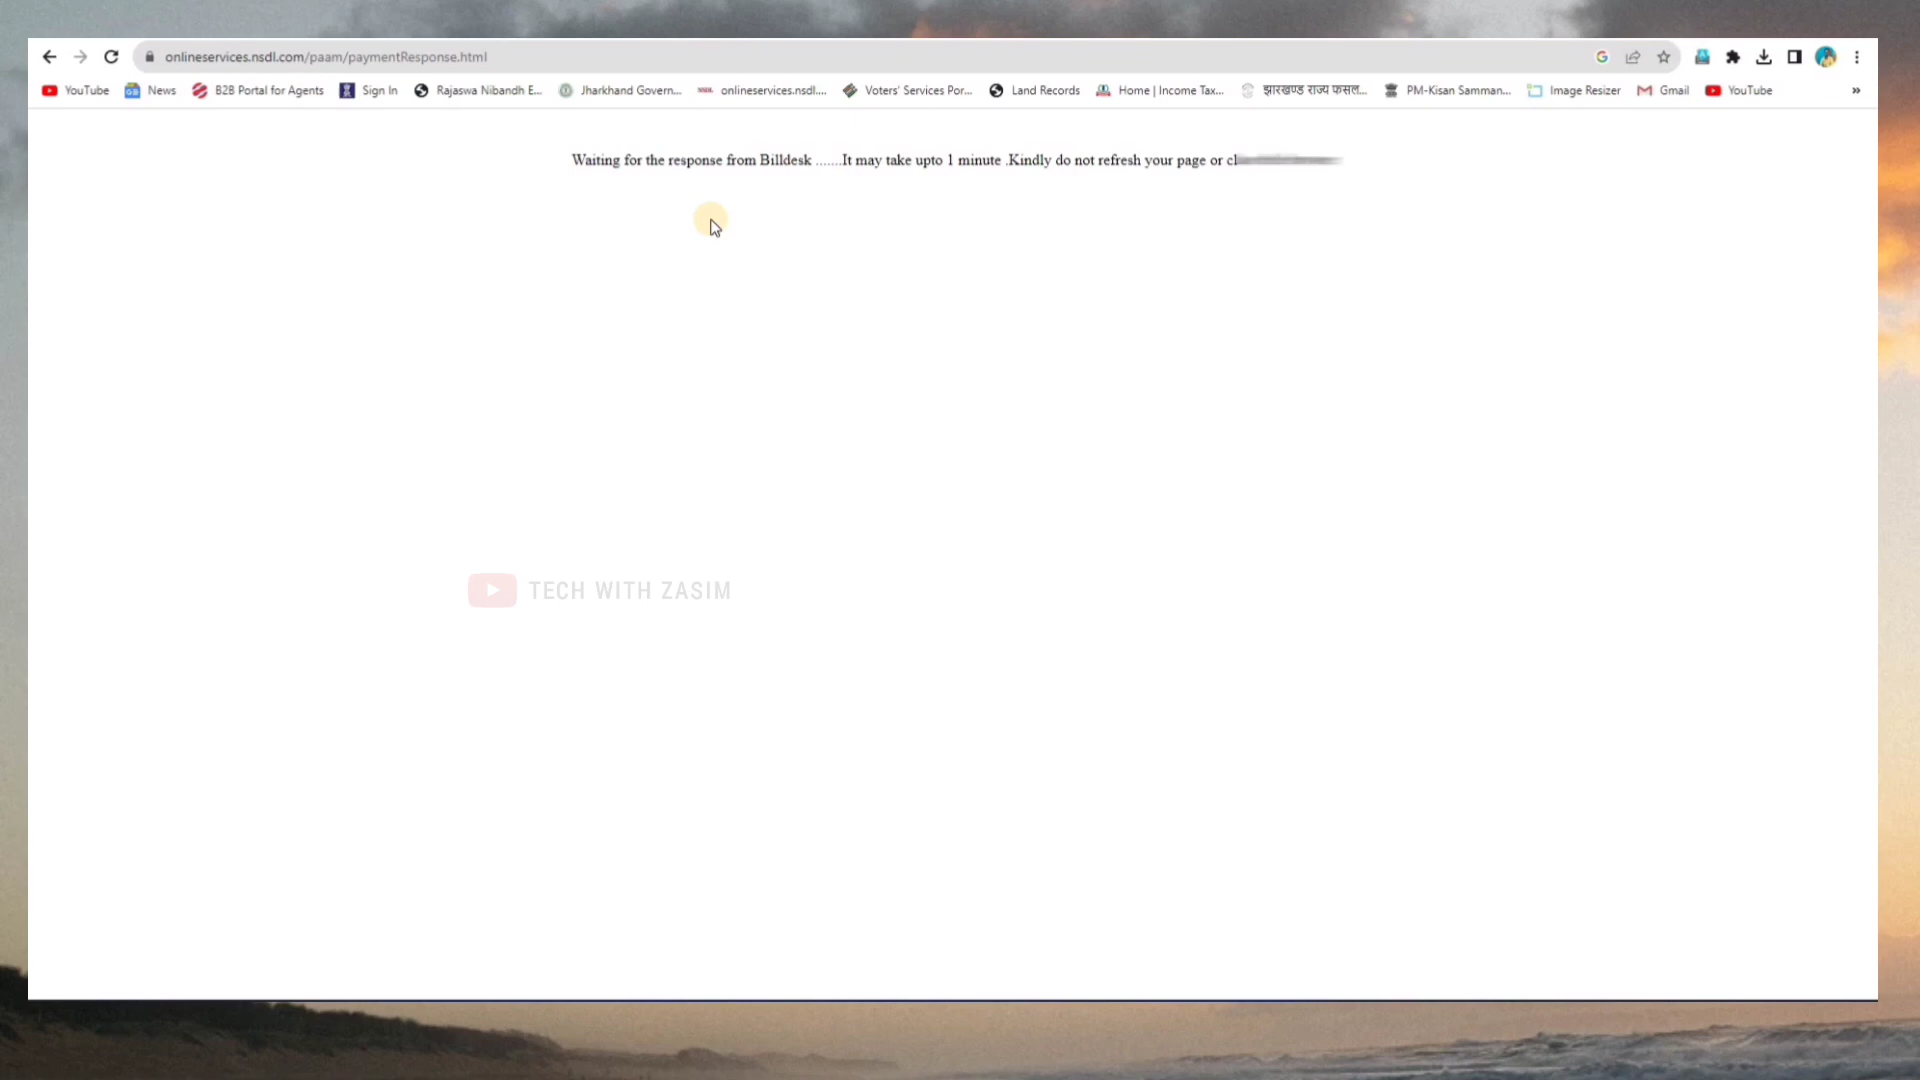 onlineservices.nsdl.com/paam/paymentResponse.html
YouTube News B2B Portal for Agents Sign In Rajaswa Nibandh E... Jharkhand Govern... onlineservices.nsdl.... Voters' Services Por... Land Records Home | Income Tax... झारखण्ड राज्य फसल... PM-Kisan Samman... Image Resizer Gmail YouTube »
Waiting for the response from Billdesk .......It may take upto 1 minute .Kindly do not refresh your page or
TECH WITH ZASIM